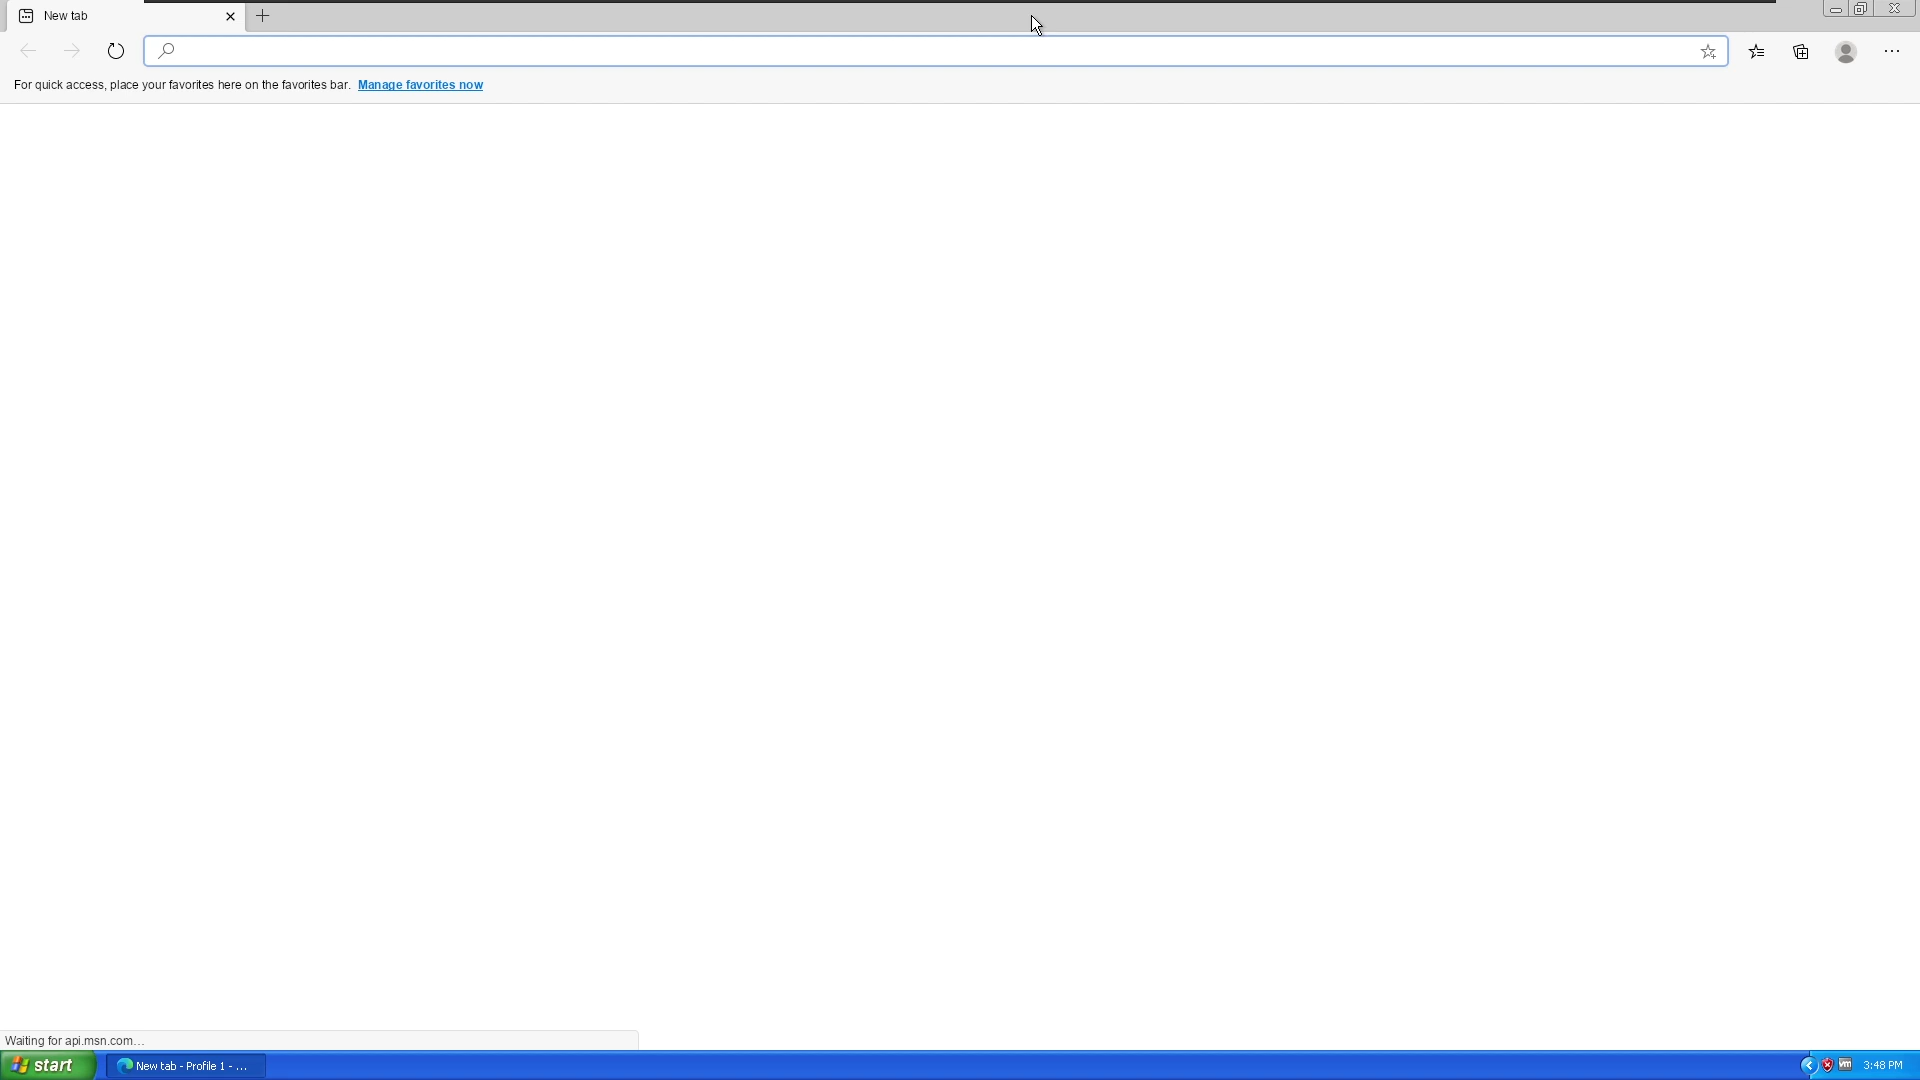 New tab
For quick access, place your favorites here on the favorites bar. Manage favorites now
Waiting for api.msn.com...
start
New tab - Profile 1 - ...
vm
3:48 PM